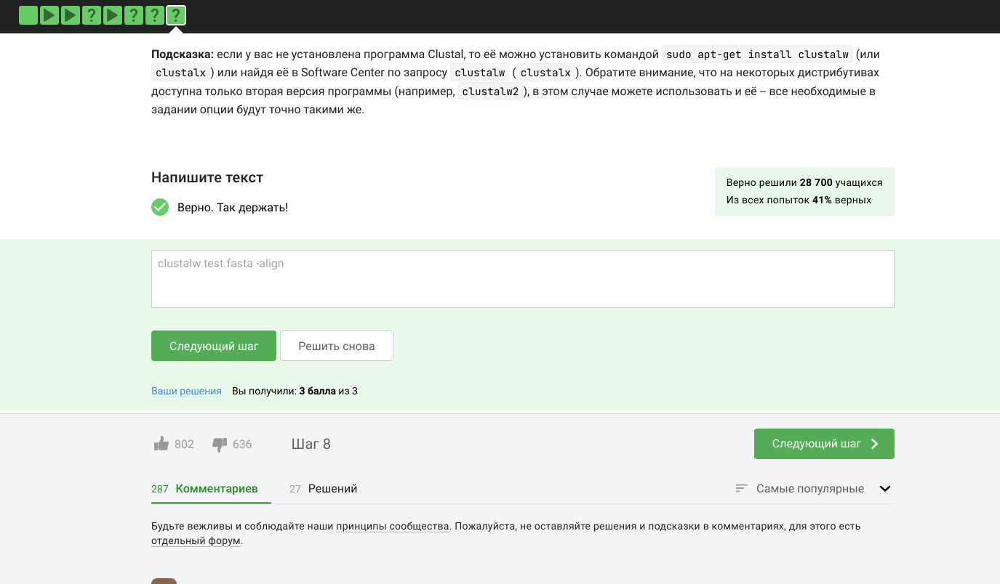 ? ? ? ?
Подсказка: если у вас не установлена программа Clustal, то её можно установить командой sudo apt-get install clustalw (или
clustalx ) или найдя её в Software Center по запросу clustalw ( clustalx ). Обратите внимание, что на некоторых дистрибутивах
доступна только вторая версия программы (например, clustalw2 ), в этом случае можете использовать и её -- все необходимые в
задании опции будут точно такими же.
Напишите текст
Верно решили 28 700 учащихся
Из всех попыток 41% верных
Верно. Так держать!
clustalw test.fasta -align
Следующий шаг Решить снова
Ваши решения Вы получили: 3 балла из 3
802 636 Шаг 8 Следующий шаг
287 Комментариев 27 Решений Самые популярные
Будьте вежливы и соблюдайте наши принципы сообщества. Пожалуйста, не оставляйте решения и подсказки в комментариях, для этого есть
отдельный форум.